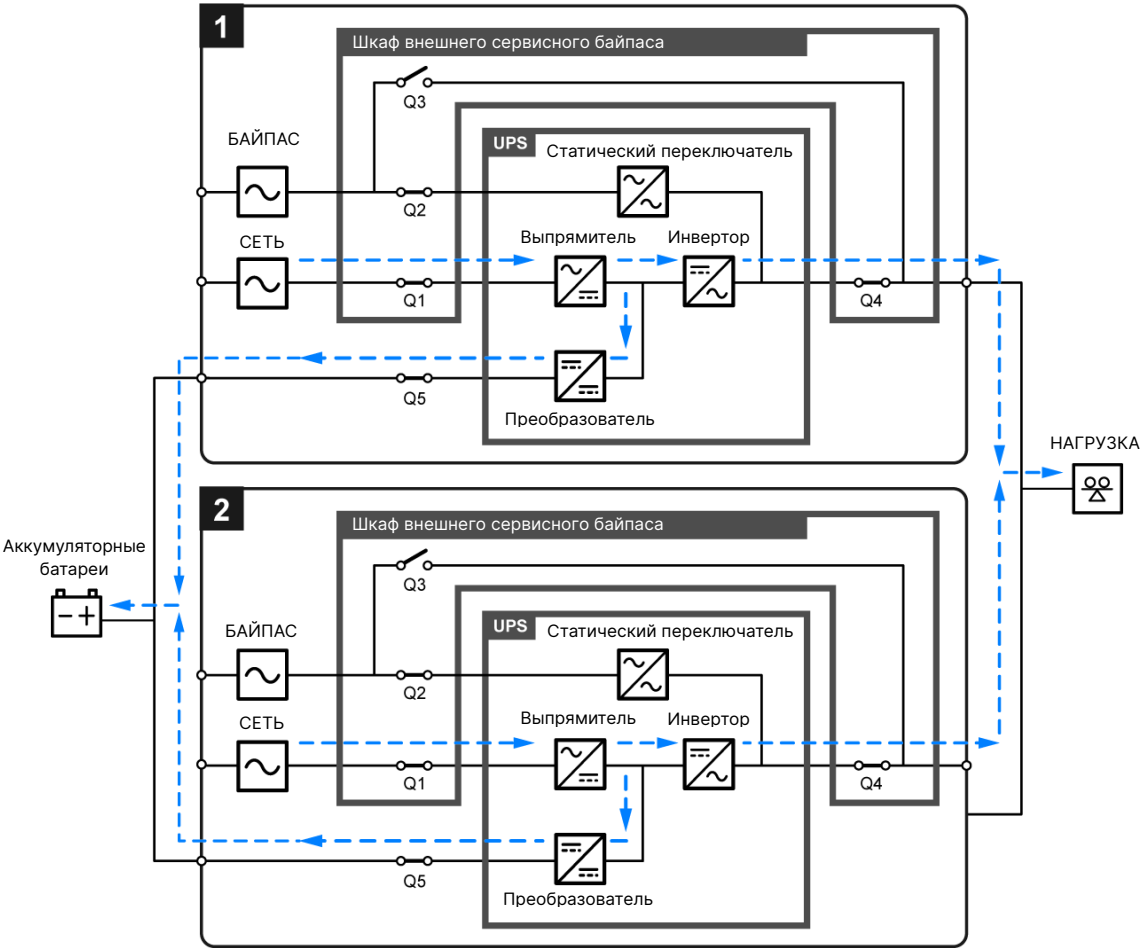 1
Шкаф внешнего сервисного байпаса
Q3
БАЙПАС
UPS
Статический переключатель
Q2
СЕТЬ
Выпрямитель
Инвертор
Q1
Q4
Q5
Преобразователь
НАГРУЗКА
2
Шкаф внешнего сервисного байпаса
Аккумуляторные
батареи
Q3
БАЙПАС
UPS
Статический переключатель
Q2
СЕТЬ
Выпрямитель
Инвертор
Q1
Q4
Q5
Преобразователь